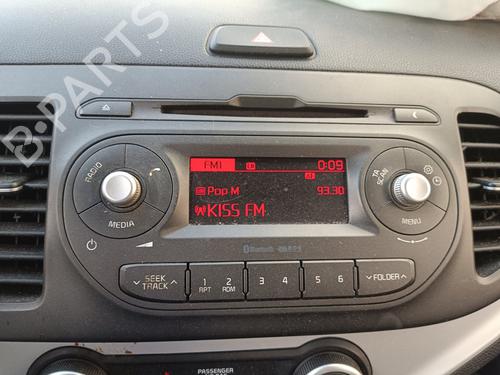 B-PARTS
FM1 0:09
Pop M 93.30
KISS FM
RADIO
MEDIA
TA
SCAN
MENU
Bluetooth
SEEK
TRACK
1 2 3 4 5 6
RPT RDM
FOLDER
PASSENGER